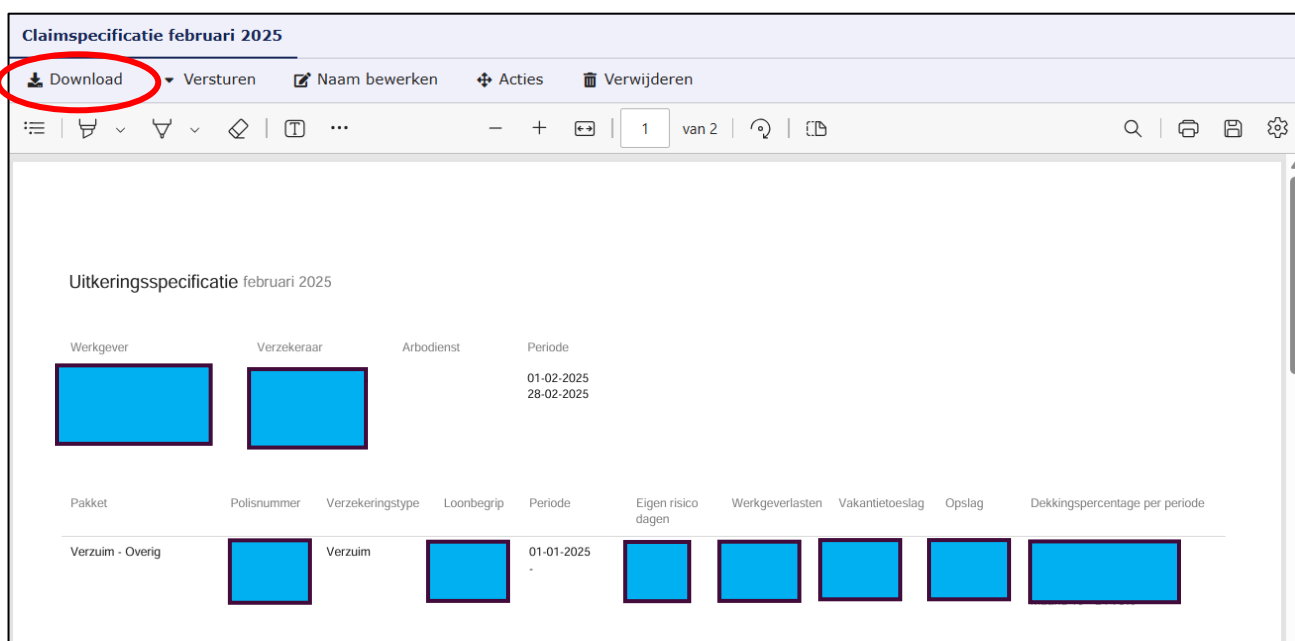 Claimspecificatie februari 2025
Download Versturen Naam bewerken Acties Verwijderen
1 van 2
Uitkeringsspecificatie februari 2025
Werkgever Verzekeraar Arbodienst Periode
01-02-2025
28-02-2025
Pakket Polisnummer Verzekeringstype Loonbegrip Periode Eigen risico dagen Werkgeverlasten Vakantietoeslag Opslag Dekkingspercentage per periode
Verzuim - Overig Verzuim 01-01-2025
-